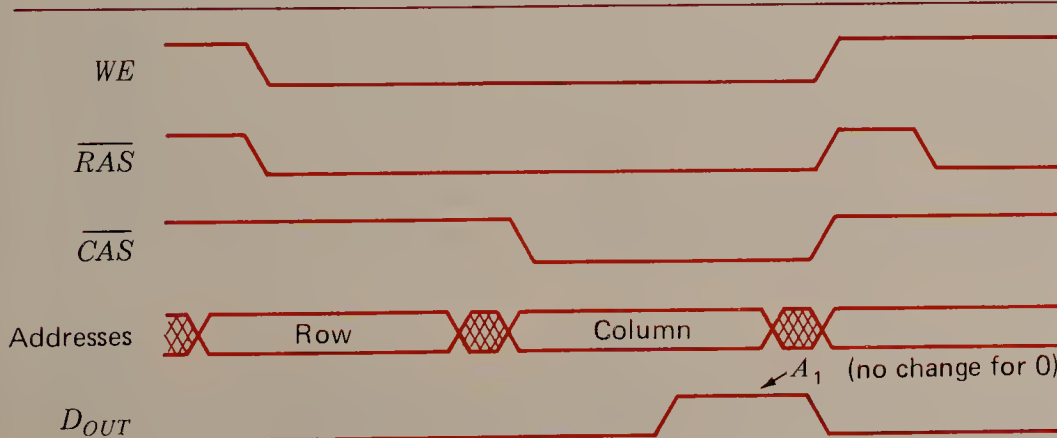 WE
RAS
CAS
Addresses Row Column
A1 (no change for 0)
DOUT